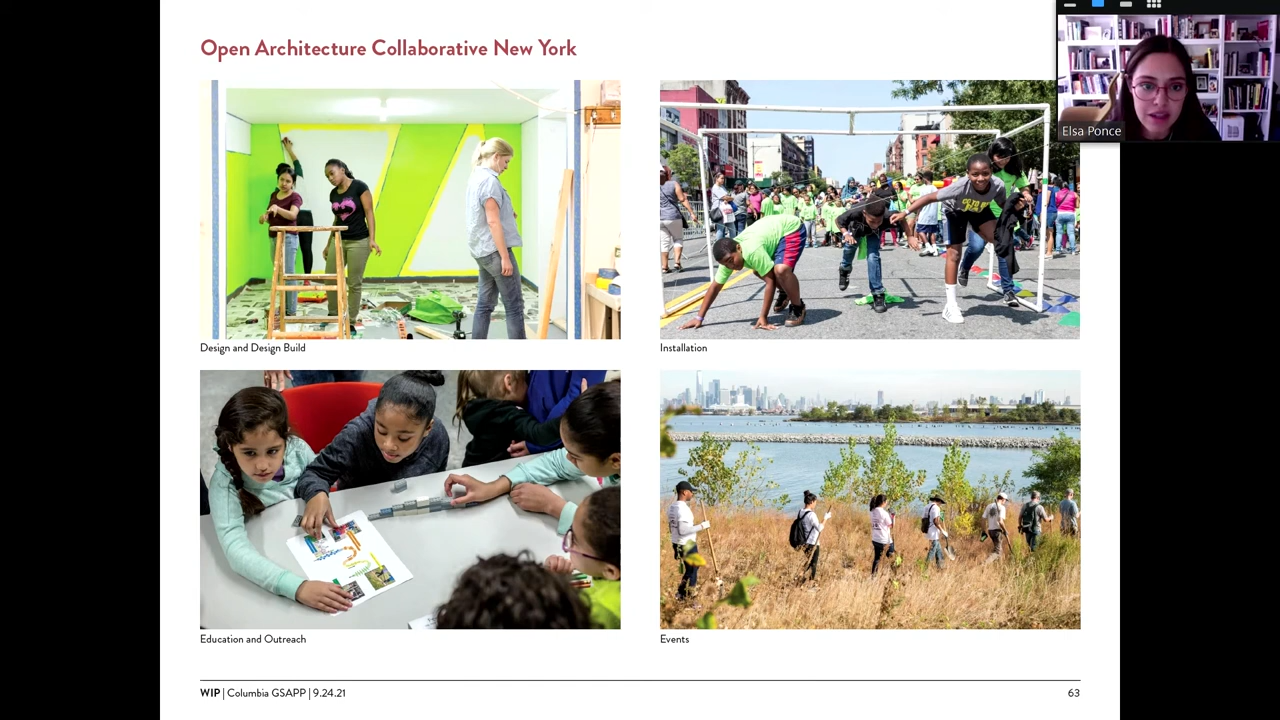 Open Architecture Collaborative New York
Elsa Ponce
Design and Design Build
Installation
Education and Outreach
Events
WIP | Columbia GSAPP | 9.24.21
63